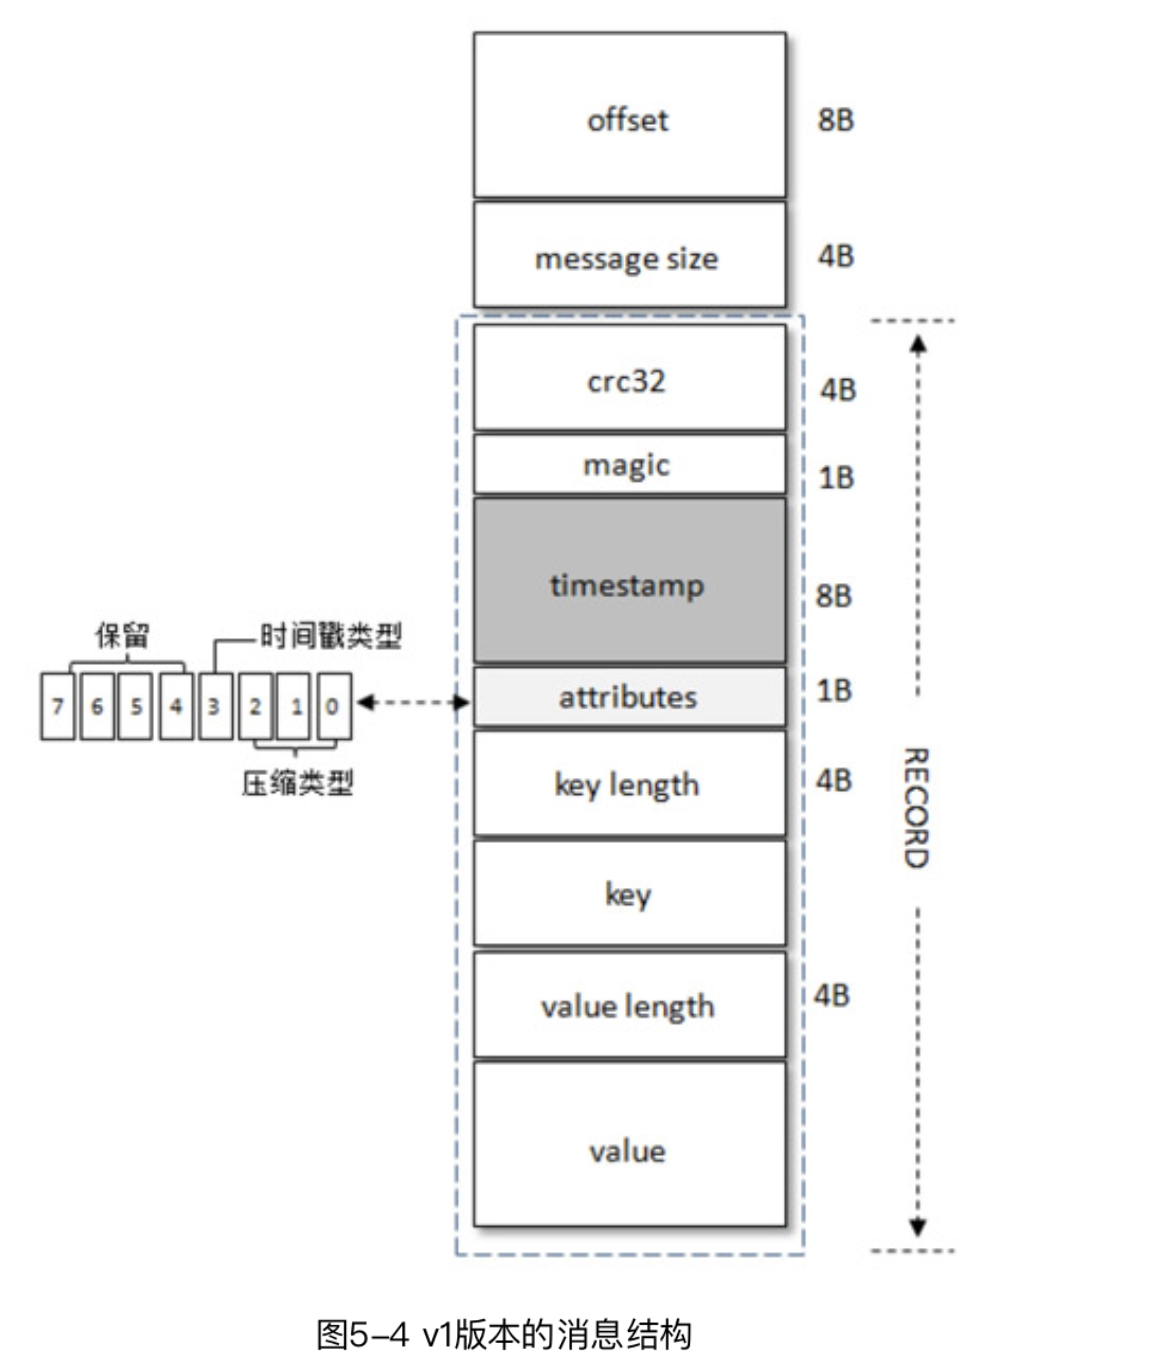 offset 8B
message size 4B
crc32 4B
magic 1B
timestamp 8B
保留 时间戳类型
7 6 5 4 3 2 1 0
attributes 1B
压缩类型
key length 4B
RECORD
key
value length 4B
value
图5-4 v1版本的消息结构